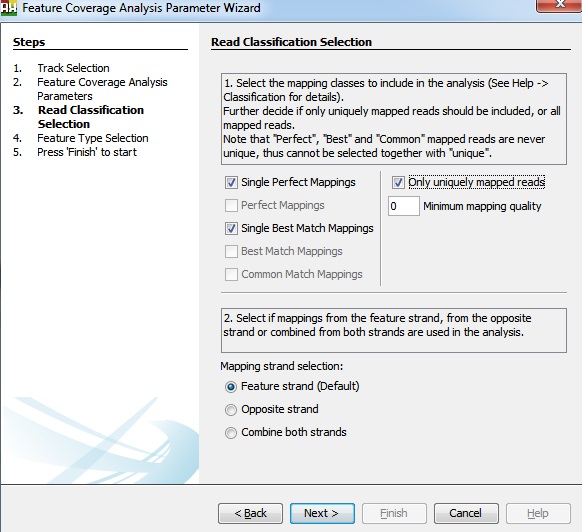 Feature Coverage Analysis Parameter Wizard
Steps
1. Track Selection
2. Feature Coverage Analysis
Parameters
3. Read Classification
Selection
4. Feature Type Selection
5. Press 'Finish' to start
Read Classification Selection
1. Select the mapping classes to include in the analysis (See Help ->
Classification for details).
Further decide if only uniquely mapped reads should be included, or all
mapped reads.
Note that "Perfect", "Best" and "Common" mapped reads are never
unique, thus cannot be selected together with "unique".
Single Perfect Mappings
Perfect Mappings
Single Best Match Mappings
Best Match Mappings
Common Match Mappings
Only uniquely mapped reads
0 Minimum mapping quality
2. Select if mappings from the feature strand, from the opposite
strand or combined from both strands are used in the analysis.
Mapping strand selection:
Feature strand (Default)
Opposite strand
Combine both strands
< Back Next > Finish Cancel Help